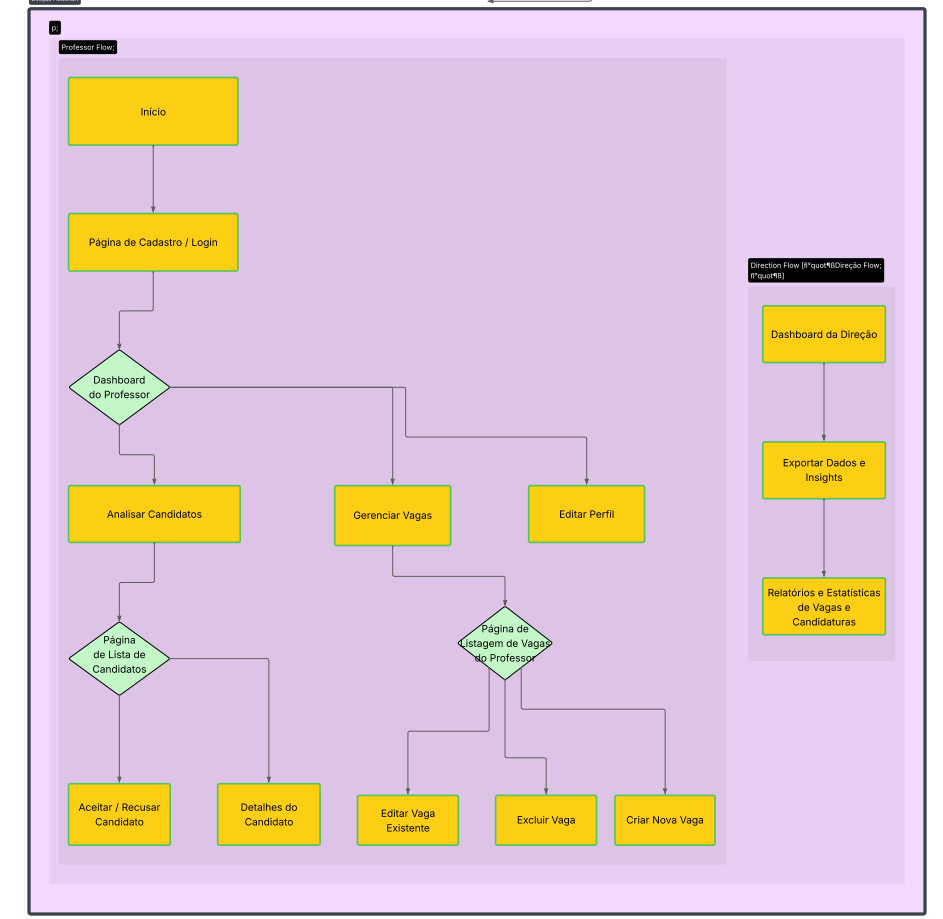 p;
Professor Flow;
Início
Página de Cadastro / Login
Direction Flow [fl°quot¶ßDireção Flow;
fl°quot¶ß]
Dashboard da Direção
Dashboard
do Professor
Exportar Dados e
Insights
Analisar Candidatos
Gerenciar Vagas
Editar Perfil
Relatórios e Estatísticas
de Vagas e
Candidaturas
Página
de Lista de
Candidatos
Página de
Listagem de Vagas
do Professor
Aceitar / Recusar
Candidato
Detalhes do
Candidato
Editar Vaga
Existente
Excluir Vaga
Criar Nova Vaga